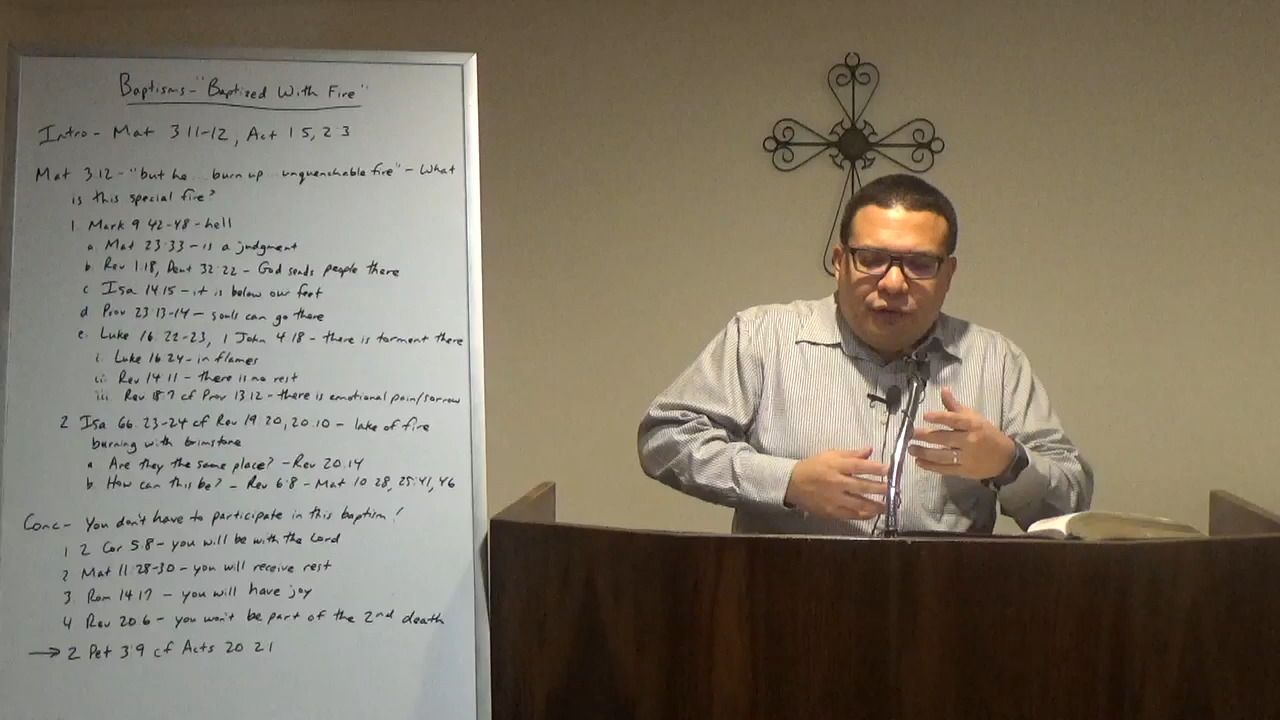 Baptisms - "Baptized With Fire"
Intro - Mat 3:11-12, Act 1:5, 2:3
Mat 3:12 - "but he... burn up... unquenchable fire" - What
is this special fire?
1. Mark 9:42-48 - hell
a. Mat 23:33 - is a judgment
b. Rev 1:18, Deut 32:22 - God sends people there
c. Isa 14:15 - it is below our feet
d. Prov 23:13-14 - souls can go there
e. Luke 16:22-23, 1 John 4:18 - there is torment there
i. Luke 16:24 - in flames
ii. Rev 14:11 - there is no rest
iii. Rev 18:7 cf Prov 13:12 - there is emotional pain/sorrow
2. Isa 66:23-24 cf Rev 19:20, 20:10 - lake of fire
burning with brimstone
a. Are they the same place? - Rev 20:14
b. How can this be? - Rev 6:8 - Mat 10:28, 25:41, 46
Conc - You don't have to participate in this baptism!
1. 2 Cor 5:8 - you will be with the Lord
2. Mat 11:28-30 - you will receive rest
3. Rom 14:17 - you will have joy
4. Rev 20:6 - you won't be part of the 2nd death
→ 2 Pet 3:9 cf Acts 20:21